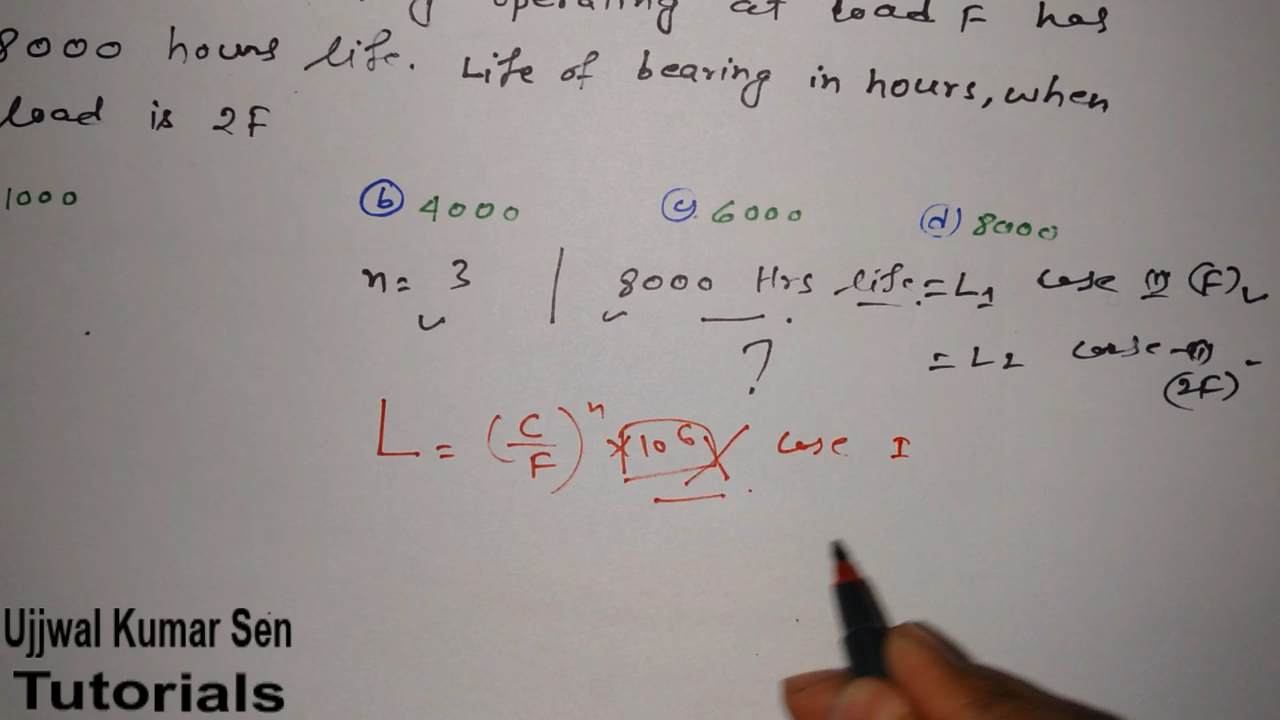 operating at load F has
8000 hours life. Life of bearing in hours, when
load is 2F
1000 (b) 4000 (c) 6000 (d) 8000
n= 3 | 8000 Hrs life = L1 case (F)
? = L2 case (2F)
L = (C/F)^n × 10^6 case I
Ujjwal Kumar Sen
Tutorials